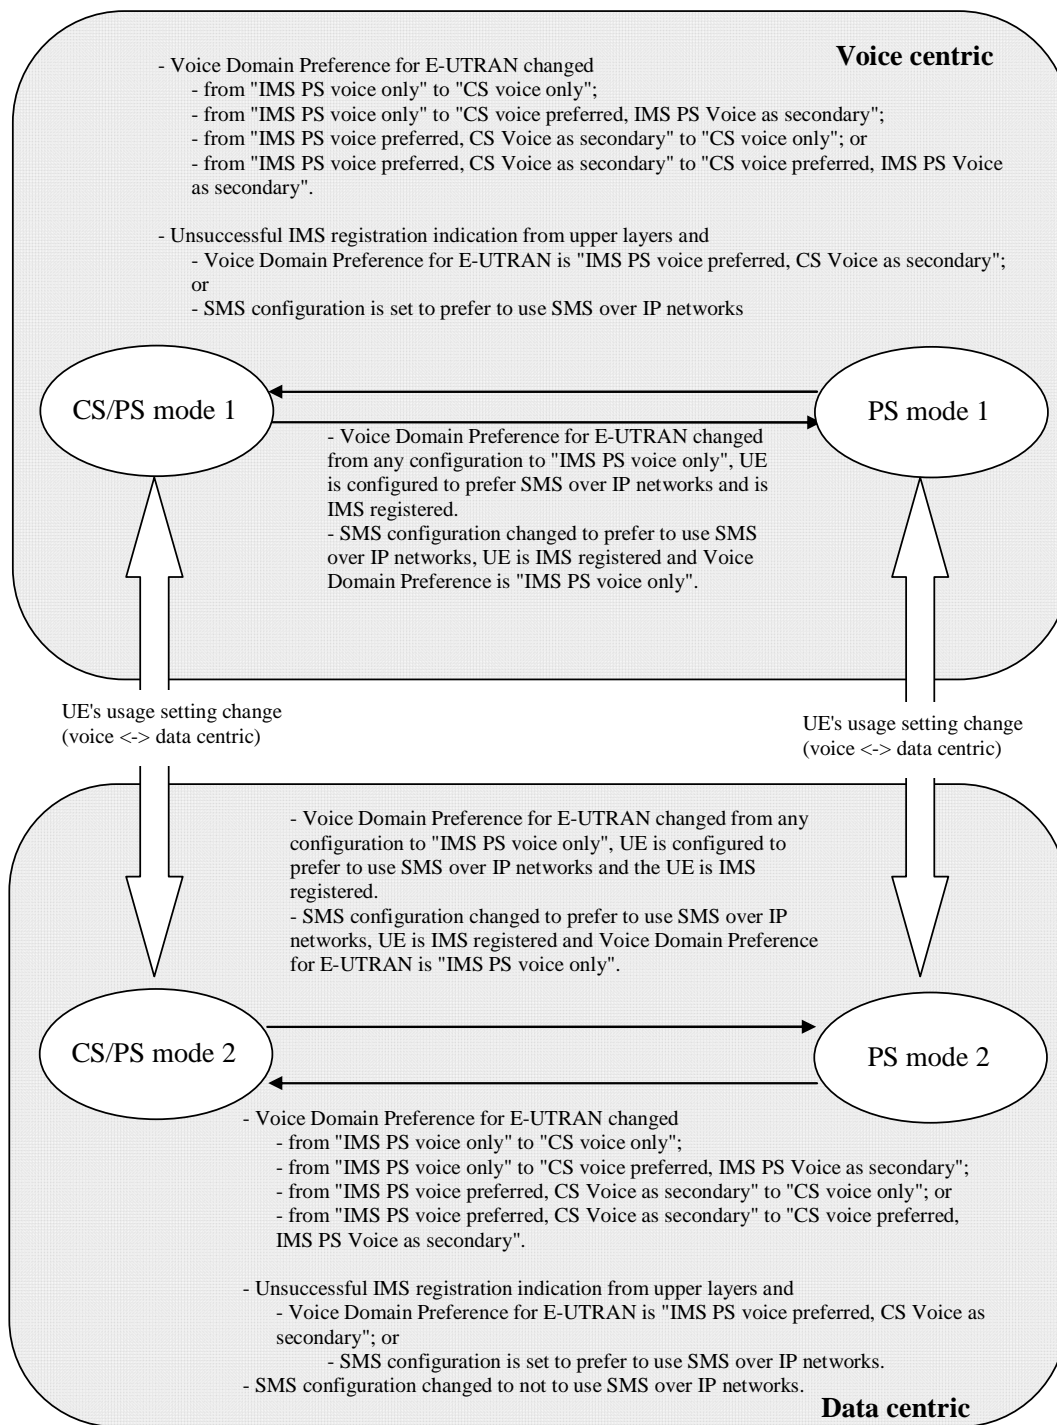 Voice centric
- Voice Domain Preference for E-UTRAN changed
- from "IMS PS voice only" to "CS voice only";
- from "IMS PS voice only" to "CS voice preferred, IMS PS Voice as secondary";
- from "IMS PS voice preferred, CS Voice as secondary" to "CS voice only"; or
- from "IMS PS voice preferred, CS Voice as secondary" to "CS voice preferred, IMS PS Voice
as secondary".
- Unsuccessful IMS registration indication from upper layers and
- Voice Domain Preference for E-UTRAN is "IMS PS voice preferred, CS Voice as secondary";
or
- SMS configuration is set to prefer to use SMS over IP networks
CS/PS mode 1
PS mode 1
- Voice Domain Preference for E-UTRAN changed
from any configuration to "IMS PS voice only", UE
is configured to prefer SMS over IP networks and is
IMS registered.
- SMS configuration changed to prefer to use SMS
over IP networks, UE is IMS registered and Voice
Domain Preference is "IMS PS voice only".
UE's usage setting change
(voice <-> data centric)
UE's usage setting change
(voice <-> data centric)
- Voice Domain Preference for E-UTRAN changed from any
configuration to "IMS PS voice only", UE is configured to
prefer to use SMS over IP networks and the UE is IMS
registered.
- SMS configuration changed to prefer to use SMS over IP
networks, UE is IMS registered and Voice Domain Preference
for E-UTRAN is "IMS PS voice only".
CS/PS mode 2
PS mode 2
- Voice Domain Preference for E-UTRAN changed
- from "IMS PS voice only" to "CS voice only";
- from "IMS PS voice only" to "CS voice preferred, IMS PS Voice as secondary";
- from "IMS PS voice preferred, CS Voice as secondary" to "CS voice only"; or
- from "IMS PS voice preferred, CS Voice as secondary" to "CS voice preferred,
IMS PS Voice as secondary".
- Unsuccessful IMS registration indication from upper layers and
- Voice Domain Preference for E-UTRAN is "IMS PS voice preferred, CS Voice as
secondary"; or
- SMS configuration is set to prefer to use SMS over IP networks.
- SMS configuration changed to not to use SMS over IP networks.
Data centric